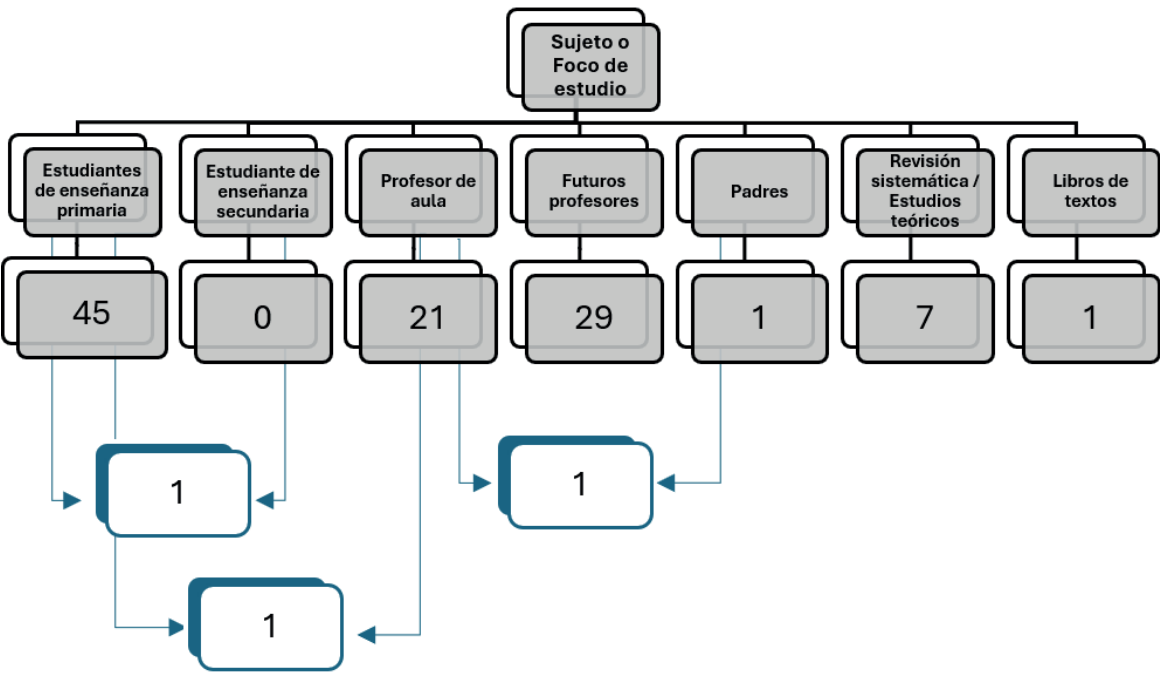 Sujeto o
Foco de
estudio
Estudiantes
de enseñanza
primaria
Estudiante de
enseñanza
secundaria
Profesor de
aula
Futuros
profesores
Padres
Revisión
sistemática /
Estudios
teóricos
Libros de
textos
45
0
21
29
1
7
1
1
1
1